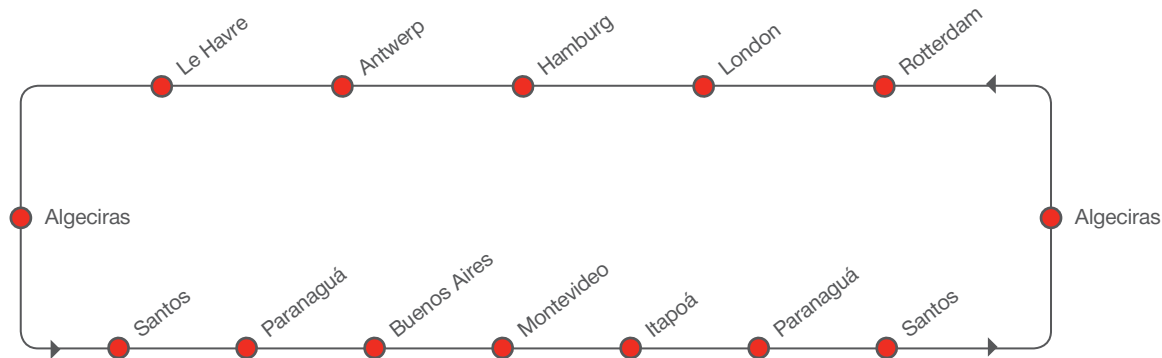 Le Havre
Antwerp
Hamburg
London
Rotterdam
Algeciras
Algeciras
Santos
Paranaguá
Buenos Aires
Montevideo
Itapoá
Paranaguá
Santos